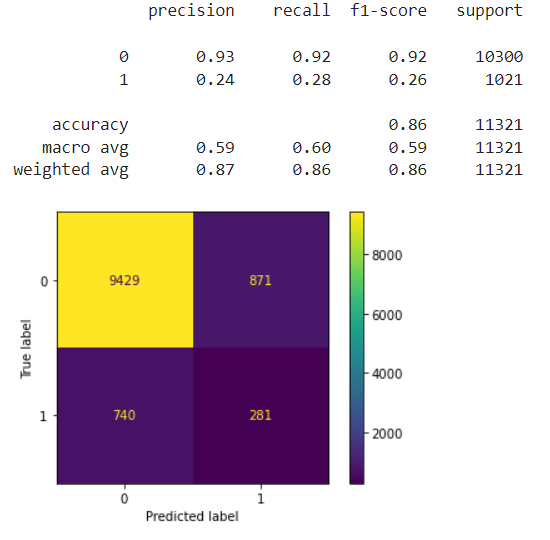 precision recall f1-score support
0 0.93 0.92 0.92 10300
1 0.24 0.28 0.26 1021
accuracy 0.86 11321
macro avg 0.59 0.60 0.59 11321
weighted avg 0.87 0.86 0.86 11321
8000
0 9429 871
6000
True label
4000
1 740 281
2000
0 1
Predicted label